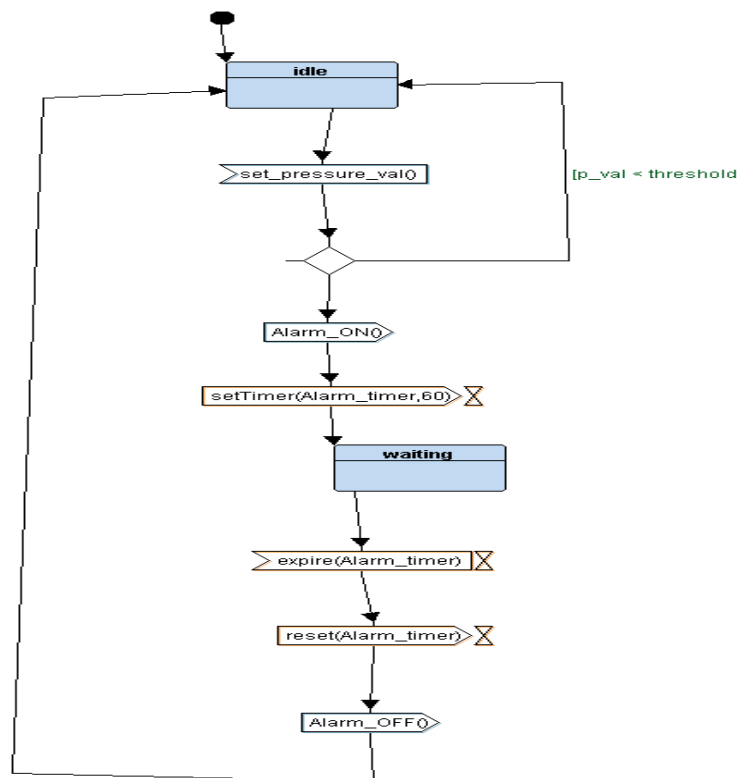 idle
set_pressure_val()
[p_val < threshold
Alarm_ON()
setTimer(Alarm_timer,60)
waiting
expire(Alarm_timer)
reset(Alarm_timer)
Alarm_OFF()